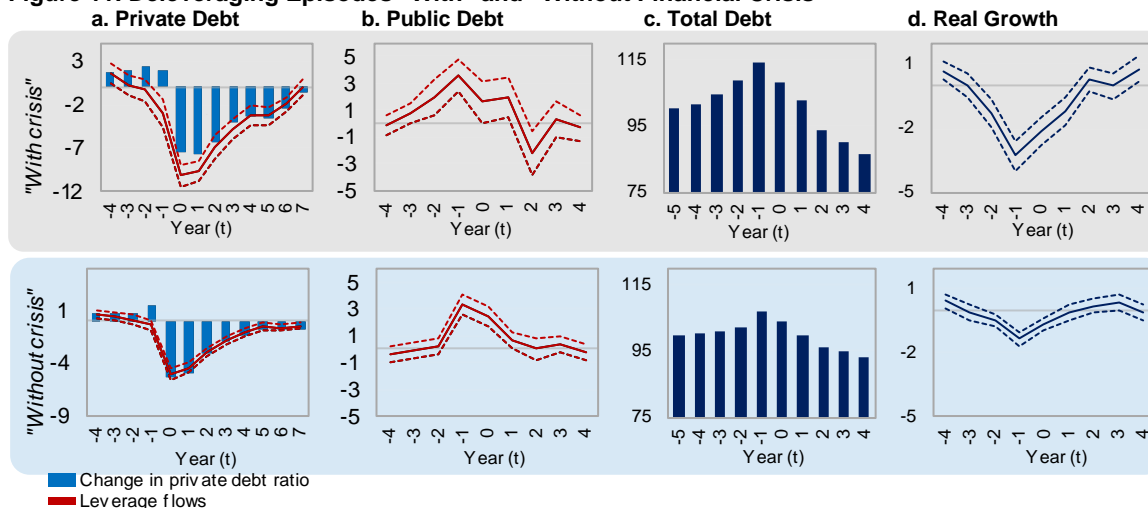 a. Private Debt b. Public Debt c. Total Debt d. Real Growth
"With crisis"
3
-2
-7
-12
-4 -3 -2 -1 0 1 2 3 4 5 6 7
Year (t)
5
3
1
-1
-3
-5
-4 -3 -2 -1 0 1 2 3 4
Year (t)
115
95
75
-5 -4 -3 -2 -1 0 1 2 3 4
Year (t)
1
-2
-5
-4 -3 -2 -1 0 1 2 3 4
Year (t)
"Without crisis"
1
-4
-9
-4 -3 -2 -1 0 1 2 3 4 5 6 7
Year (t)
5
3
1
-1
-3
-5
-4 -3 -2 -1 0 1 2 3 4
Year (t)
115
95
75
-5 -4 -3 -2 -1 0 1 2 3 4
Year (t)
1
-2
-5
-4 -3 -2 -1 0 1 2 3 4
Year (t)
Change in private debt ratio
Leverage flows